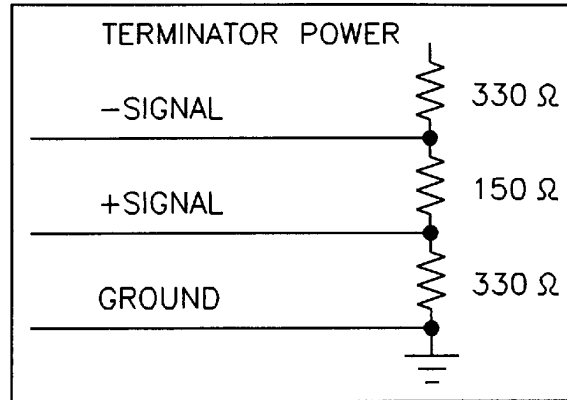 TERMINATOR POWER
330 Ω
−SIGNAL
150 Ω
+SIGNAL
330 Ω
GROUND